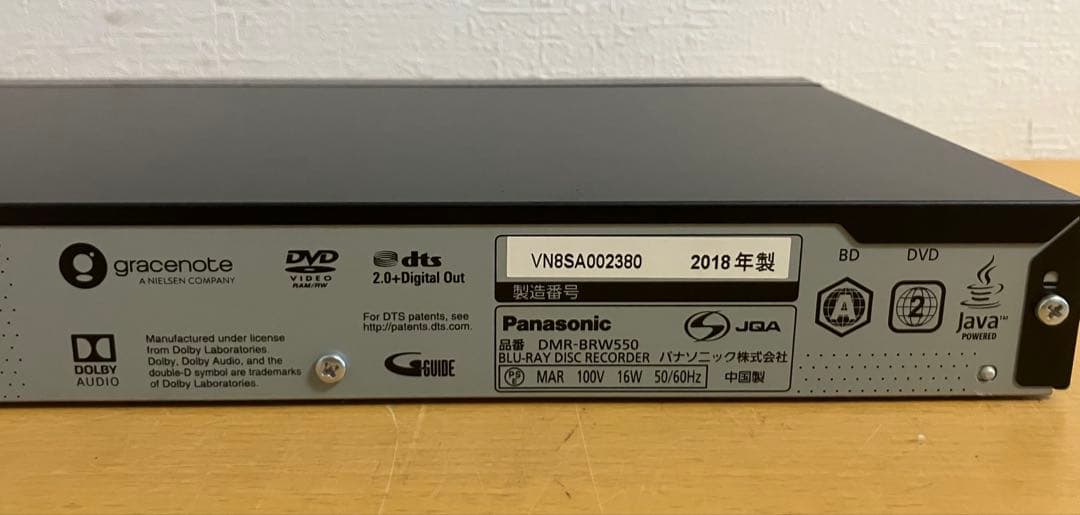 gracenote
A NIELSEN COMPANY
DVD
VIDEO
RAM/RW
dts
2.0+Digital Out
For DTS patents, see
http://patents.dts.com.
DOLBY
AUDIO
Manufactured under license
from Dolby Laboratories.
Dolby, Dolby Audio, and the
double-D symbol are trademarks
of Dolby Laboratories.
G-GUIDE
VN8SA002380 2018年製
製造番号
Panasonic JQA
品番 DMR-BRW550
BLU-RAY DISC RECORDER パナソニック株式会社
PS E MAR 100V 16W 50/60Hz 中国製
BD DVD
A 2
Java™
POWERED